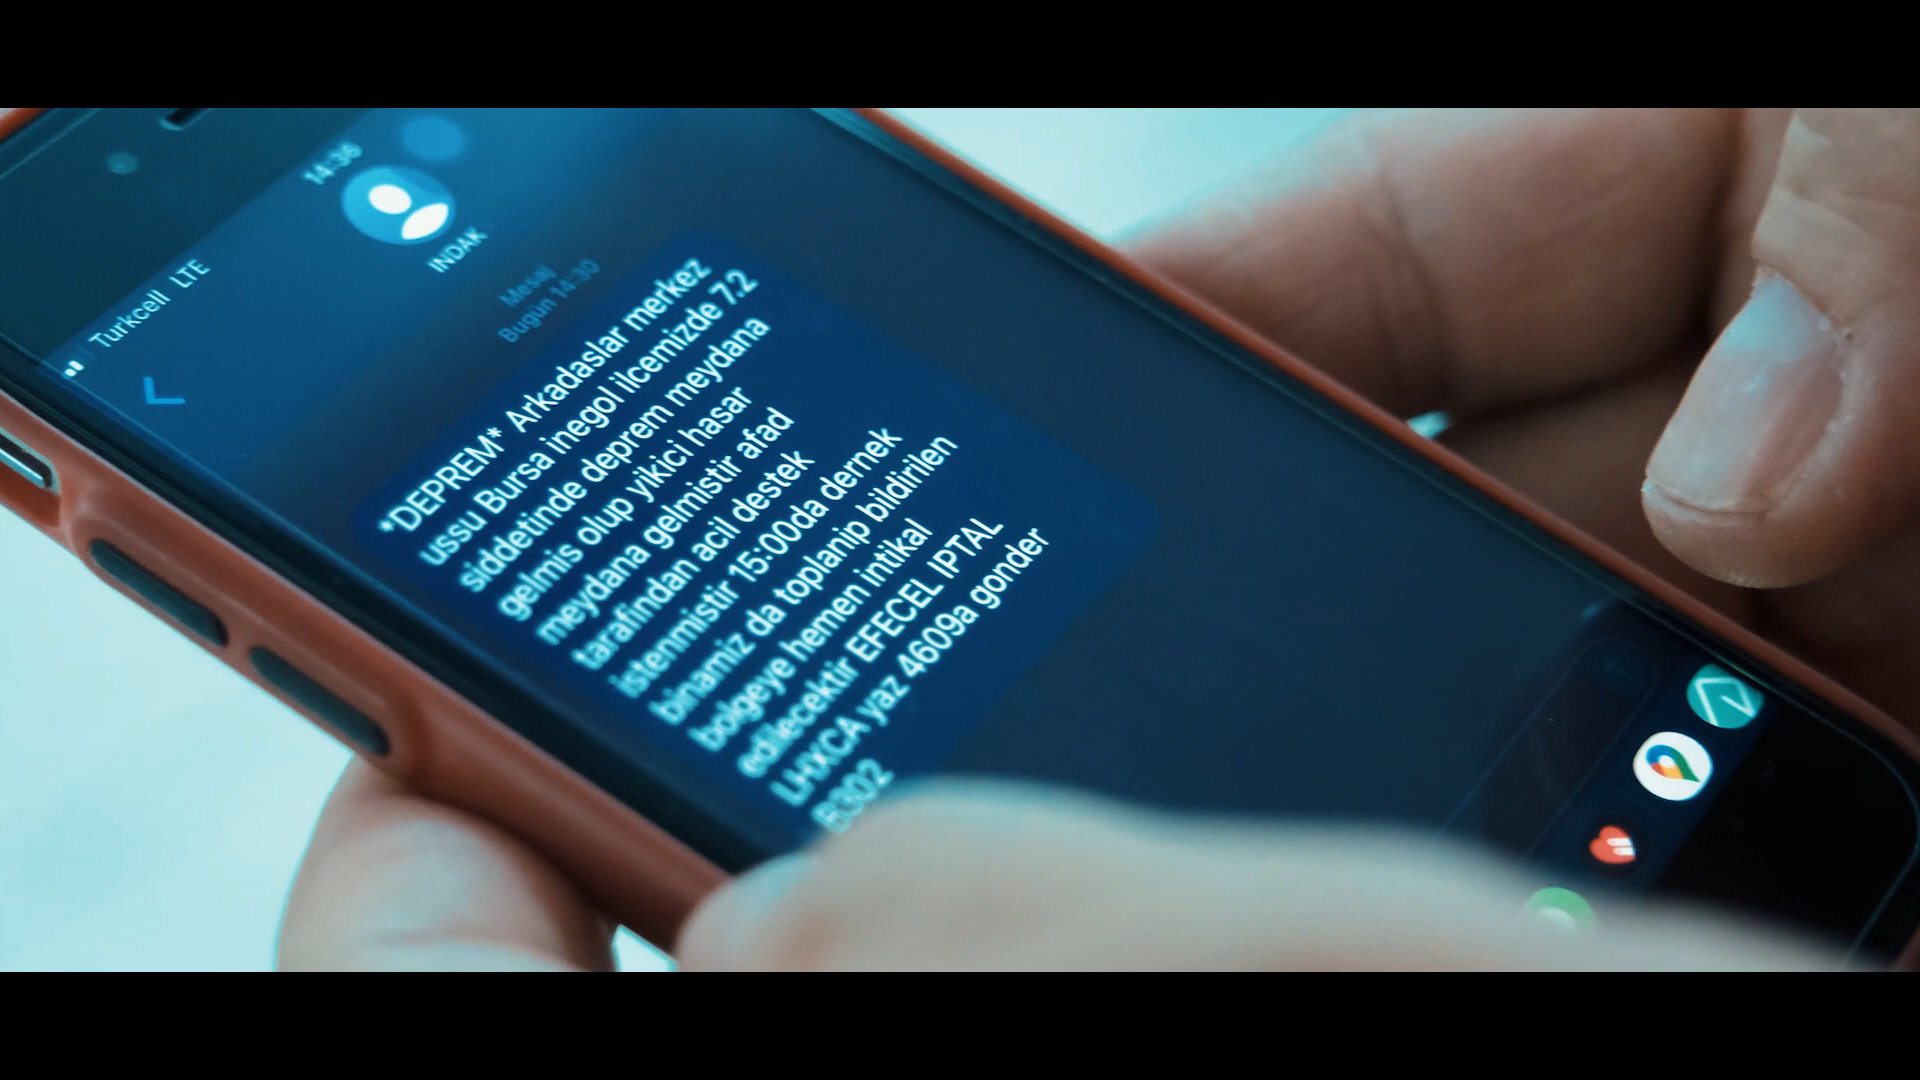 14:36
Turkcell LTE
INDAK
Mesaj
Bugün 14:30
*DEPREM* Arkadaslar merkez
ussu Bursa inegol ilcemizde 7.2
siddetinde deprem meydana
gelmis olup yikici hasar
meydana gelmistir afad
tarafindan acil destek
istenmistir 15:00da dernek
binamiz da toplanip bildirilen
bolgeye hemen intikal
edilecektir EFECEL IPTAL
LHXCA yaz 4609a gonder
B302